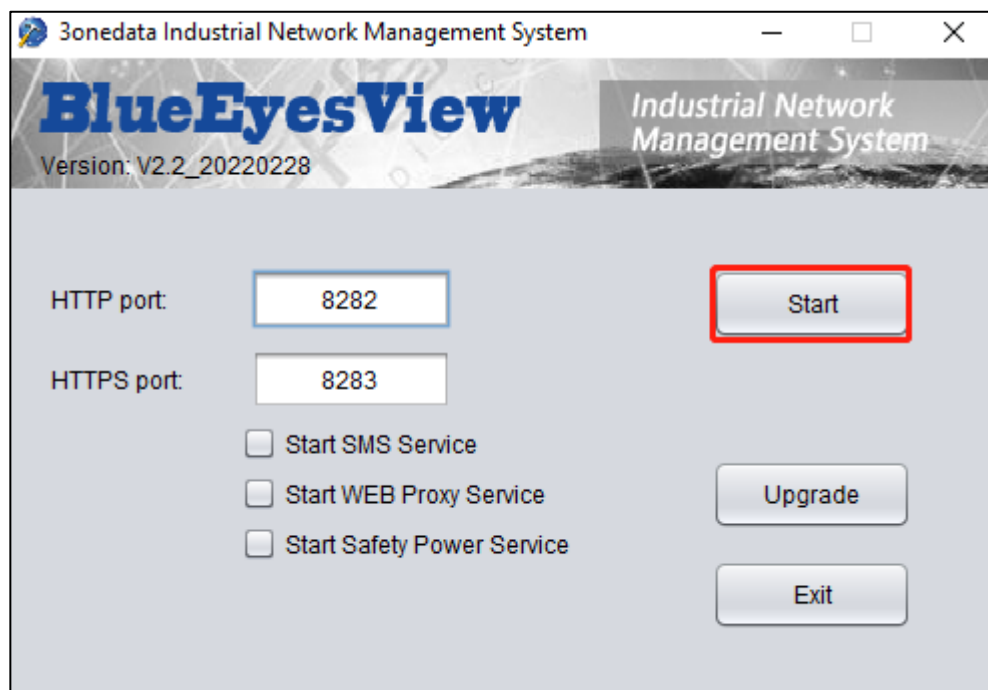 3onedata Industrial Network Management System
BlueEyesView
Industrial Network
Management System
Version: V2.2_20220228
HTTP port:
8282
Start
HTTPS port:
8283
Start SMS Service
Start WEB Proxy Service
Upgrade
Start Safety Power Service
Exit